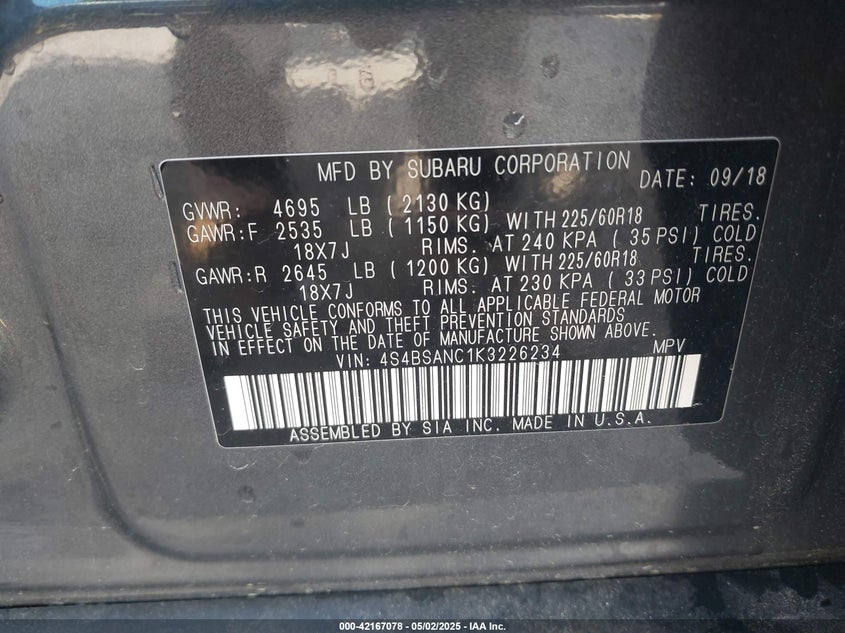 MFD BY SUBARU CORPORATION DATE: 09/18
GVWR: 4695 LB ( 2130 KG)
GAWR:F 2535 LB ( 1150 KG) WITH 225/60R18 TIRES.
18X7J RIMS. AT 240 KPA ( 35 PSI) COLD
GAWR:R 2645 LB ( 1200 KG) WITH 225/60R18 TIRES.
18X7J RIMS. AT 230 KPA ( 33 PSI) COLD
THIS VEHICLE CONFORMS TO ALL APPLICABLE FEDERAL MOTOR
VEHICLE SAFETY AND THEFT PREVENTION STANDARDS
IN EFFECT ON THE DATE OF MANUFACTURE SHOWN ABOVE.
VIN: 4S4BSANC1K3226234 MPV
ASSEMBLED BY SIA INC. MADE IN U.S.A.
000-42167078 - 05/02/2025 - IAA Inc.